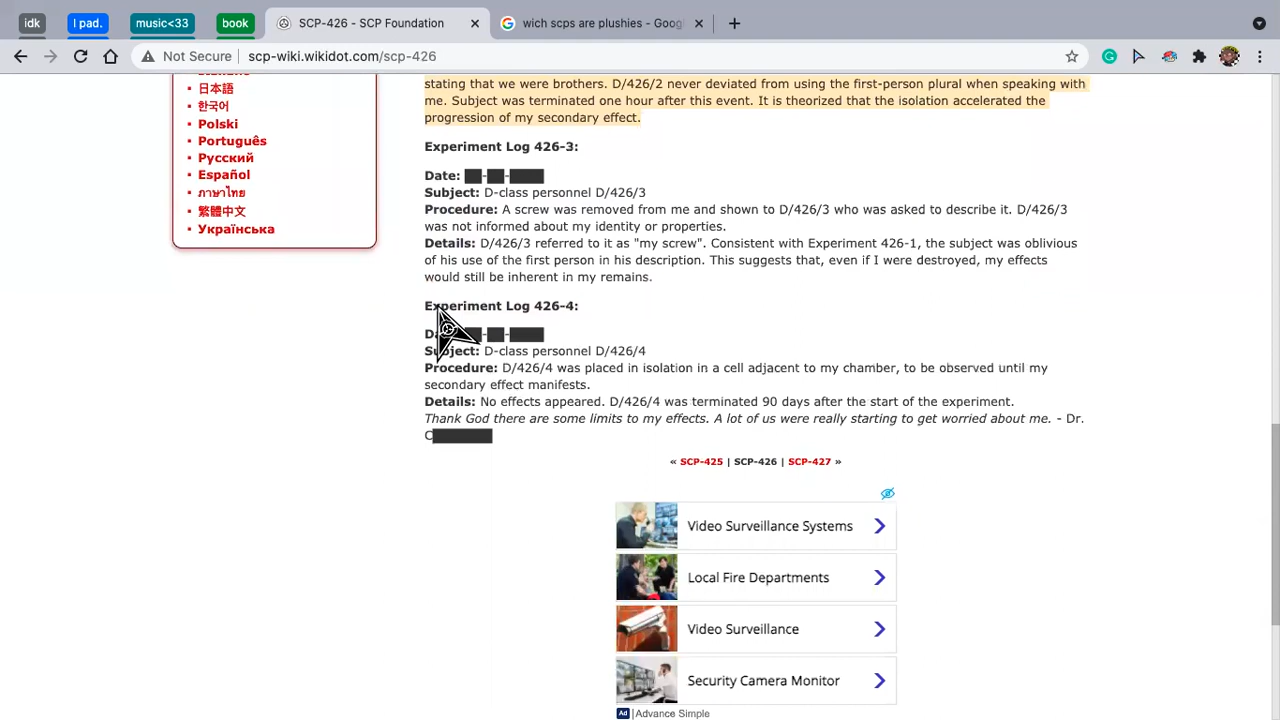 idk
I pad.
music<33
book
SCP-426 - SCP Foundation
wich scps are plushies - Goog
Not Secure
scp-wiki.wikidot.com/scp-426
日本語
한국어
Polski
Português
Русский
Español
ภาษาไทย
繁體中文
Українська
stating that we were brothers. D/426/2 never deviated from using the first-person plural when speaking with
me. Subject was terminated one hour after this event. It is theorized that the isolation accelerated the
progression of my secondary effect.
Experiment Log 426-3:
Date: ██-██-████
Subject: D-class personnel D/426/3
Procedure: A screw was removed from me and shown to D/426/3 who was asked to describe it. D/426/3
was not informed about my identity or properties.
Details: D/426/3 referred to it as "my screw". Consistent with Experiment 426-1, the subject was oblivious
of his use of the first person in his description. This suggests that, even if I were destroyed, my effects
would still be inherent in my remains.
Experiment Log 426-4:
██-██-████
Subject: D-class personnel D/426/4
Procedure: D/426/4 was placed in isolation in a cell adjacent to my chamber, to be observed until my
secondary effect manifests.
Details: No effects appeared. D/426/4 was terminated 90 days after the start of the experiment.
Thank God there are some limits to my effects. A lot of us were really starting to get worried about me. - Dr.
C███████
« SCP-425 | SCP-426 | SCP-427 »
Video Surveillance Systems
Local Fire Departments
Video Surveillance
Security Camera Monitor
Ad | Advance Simple